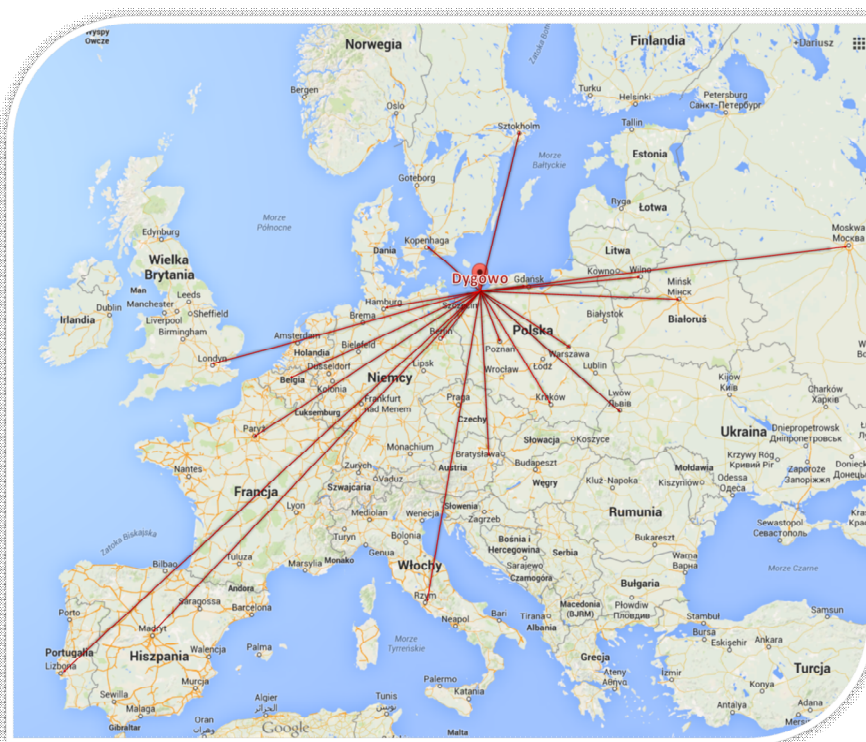 Wyspy
Owcze
Norwegia
Finlandia
+Dariusz
Bergen
Oslo
Turku
Helsinki
Petersburg
Санкт-Петербург
Sztokholm
Tallin
Estonia
Morze
Bałtyckie
Goteborg
Ryga
Łotwa
Morze
Północne
Edynburg
Kopenhaga
Dania
Litwa
Moskwa
Москва
Wielka
Brytania
Dygowo
Gdańsk
Kowno
Wilno
Mińsk
Мінск
Białoruś
Man
Leeds
Manchester
Sheffield
Liverpool
Dublin
Irlandia
Birmingham
Hamburg
Brema
Szczecin
Białystok
Amsterdam
Holandia
Berlin
Polska
Poznań
Warszawa
Londyn
Bielefeld
Belgia
Dusseldorf
Kolonia
Niemcy
Lipsk
Wrocław
Łódź
Lublin
Kijów
Київ
Charków
Харків
Luksemburg
Frankfurt
nad Menem
Praga
Czechy
Kraków
Lwów
Львів
Paryż
Ukraina
Dniepropetrowsk
Дніпропетровськ
Słowacja
Koszyce
Monachium
Bratysława
Austria
Krzywy Róg
Кривий Ріг
Zaporoże
Запоріжжя
Nantes
Zurych
Vaduz
Szwajcaria
Budapeszt
Węgry
Kluż-Napoka
Mołdawia
Kiszyniów
Odessa
Одеса
Francja
Lyon
Mediolan
Wenecja
Słowenia
Zagrzeb
Rumunia
Turyn
Bolonia
Genua
Bośnia i
Hercegowina
Serbia
Bukareszt
Sewastopol
Севастополь
Zatoka Biskajska
Bilbao
Tuluza
Marsylia
Monako
Włochy
Sarajewo
Czarnogóra
Warna
Варна
Morze Czarne
Andora
Bułgaria
Saragossa
Barcelona
Rzym
Porto
Madryt
Neapol
Bari
Tirana
Albania
Macedonia
(BJRM)
Płowdiw
Пловдив
Stambuł
Samsun
Bursa
Eskişehir
Ankara
Portugalia
Lizbona
Hiszpania
Walencja
Palma
Morze
Tyrreńskie
Grecja
Ateny
Αθήνα
İzmir
Turcja
Konya
Murcja
Palermo
Katania
Sewilla
Malaga
Gibraltar
Algier
الجزائر
Oran
وهران
Tunis
تونس
Antalya
Adana
Malta
Google